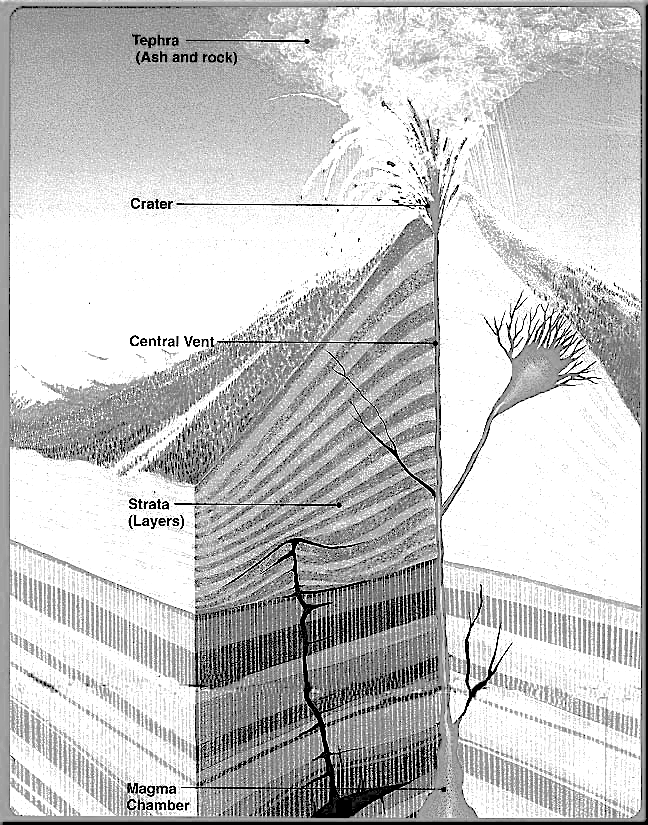 Tephra
(Ash and rock)
Crater
Central Vent
Strata
(Layers)
Magma
Chamber